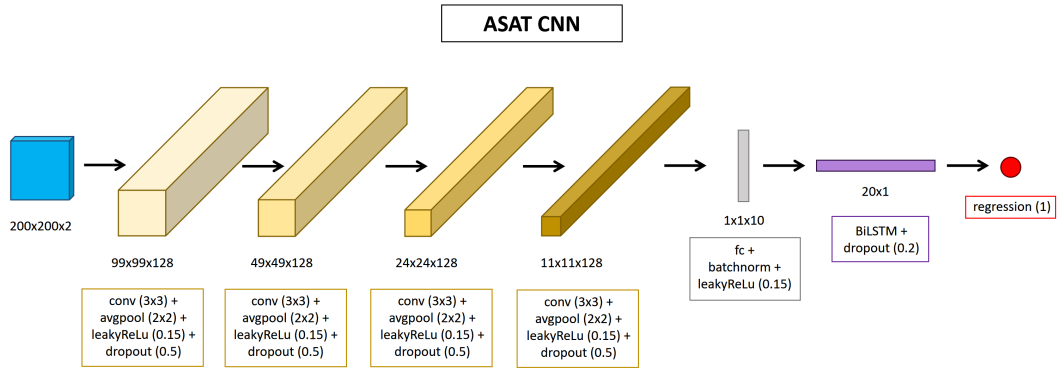 ASAT CNN
200x200x2
99x99x128
49x49x128
24x24x128
11x11x128
1x1x10
20x1
regression (1)
conv (3x3) +
avgpool (2x2) +
leakyReLu (0.15) +
dropout (0.5)
conv (3x3) +
avgpool (2x2) +
leakyReLu (0.15) +
dropout (0.5)
conv (3x3) +
avgpool (2x2) +
leakyReLu (0.15) +
dropout (0.5)
conv (3x3) +
avgpool (2x2) +
leakyReLu (0.15) +
dropout (0.5)
fc +
batchnorm +
leakyReLu (0.15)
BiLSTM +
dropout (0.2)